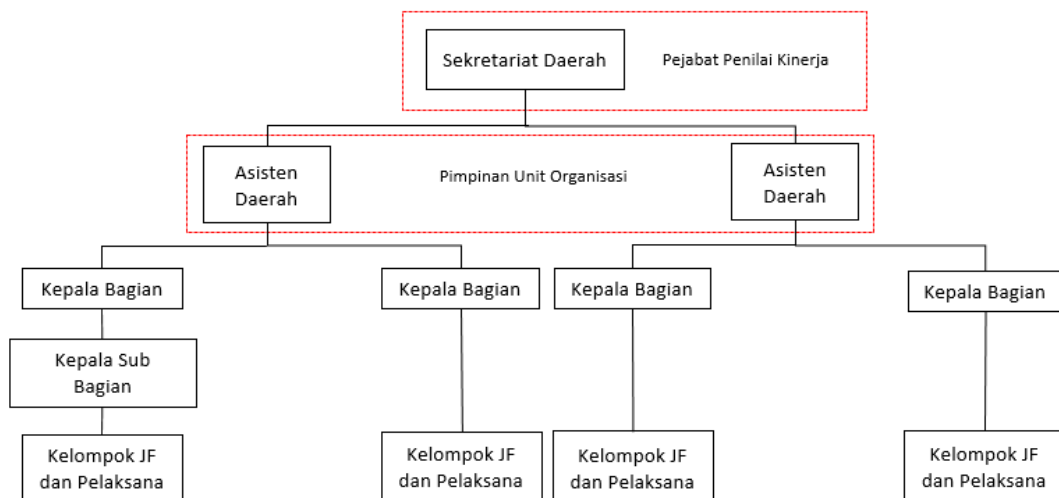 Sekretariat Daerah
Pejabat Penilai Kinerja
Asisten
Daerah
Pimpinan Unit Organisasi
Asisten
Daerah
Kepala Bagian
Kepala Bagian
Kepala Bagian
Kepala Bagian
Kepala Sub
Bagian
Kelompok JF
dan Pelaksana
Kelompok JF
dan Pelaksana
Kelompok JF
dan Pelaksana
Kelompok JF
dan Pelaksana